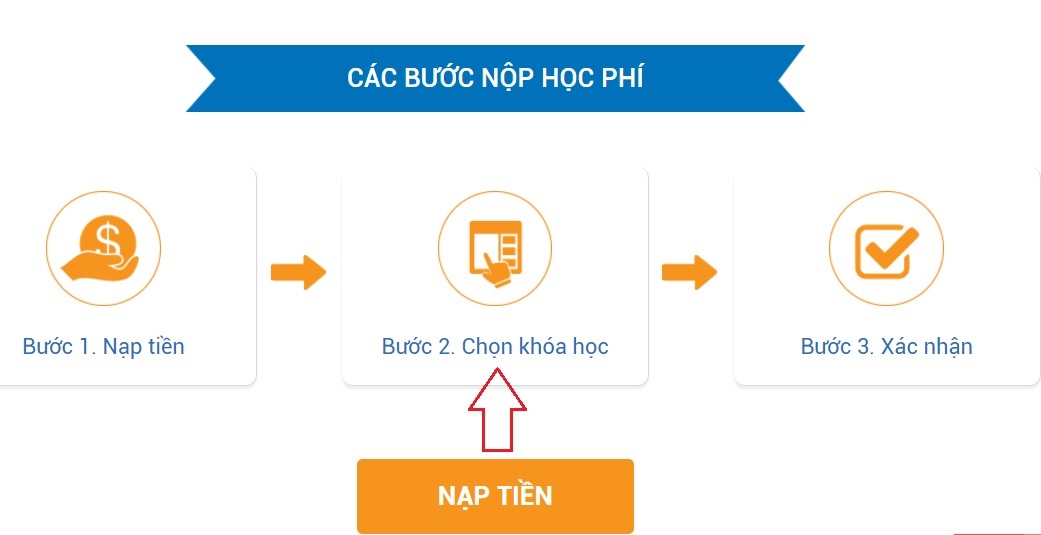 CÁC BƯỚC NỘP HỌC PHÍ
$
Bước 1. Nạp tiền
Bước 2. Chọn khóa học
Bước 3. Xác nhận
NẠP TIỀN